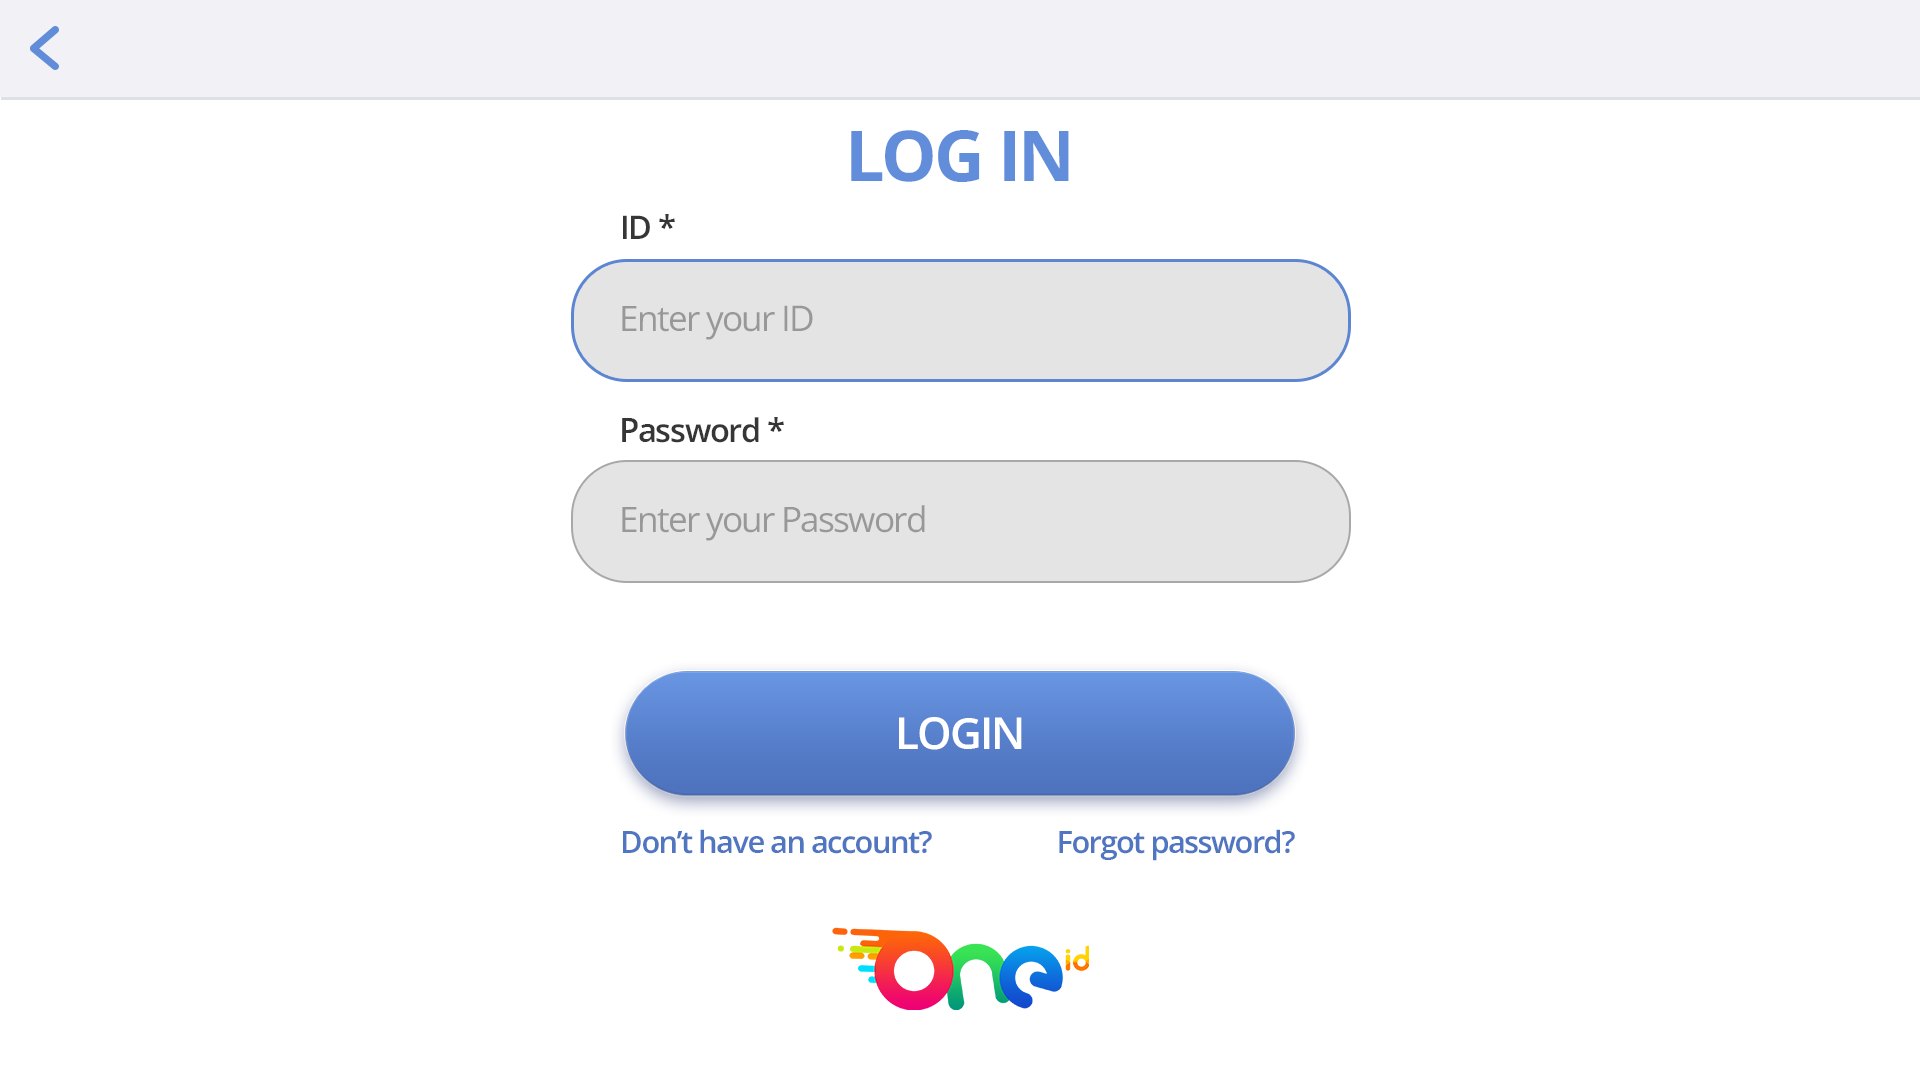 LOG IN
ID *
Enter your ID
Password *
Enter your Password
LOGIN
Don’t have an account?
Forgot password?
One id